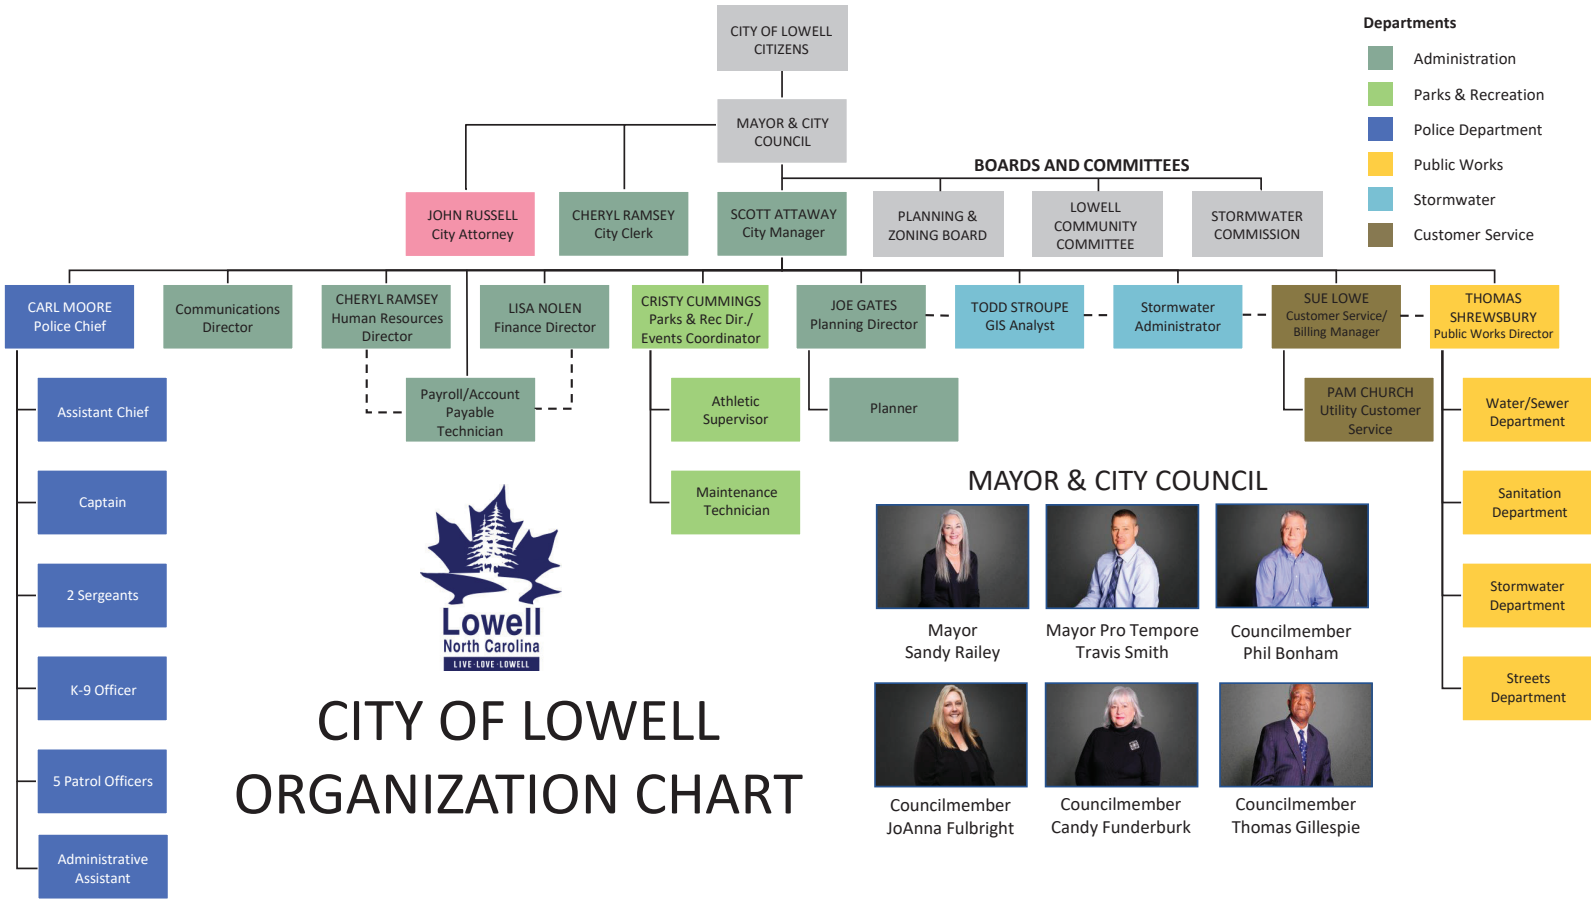 CITY OF LOWELL
CITIZENS
Departments
Administration
Parks & Recreation
Police Department
Public Works
Stormwater
Customer Service
MAYOR & CITY
COUNCIL
BOARDS AND COMMITTEES
JOHN RUSSELL
City Attorney
CHERYL RAMSEY
City Clerk
SCOTT ATTAWAY
City Manager
PLANNING &
ZONING BOARD
LOWELL
COMMUNITY
COMMITTEE
STORMWATER
COMMISSION
CARL MOORE
Police Chief
Communications
Director
CHERYL RAMSEY
Human Resources
Director
LISA NOLEN
Finance Director
CRISTY CUMMINGS
Parks & Rec Dir./
Events Coordinator
JOE GATES
Planning Director
TODD STROUPE
GIS Analyst
Stormwater
Administrator
SUE LOWE
Customer Service/
Billing Manager
THOMAS
SHREWSBURY
Public Works Director
Assistant Chief
Payroll/Account
Payable
Technician
Athletic
Supervisor
Planner
PAM CHURCH
Utility Customer
Service
Water/Sewer
Department
Captain
Maintenance
Technician
Sanitation
Department
2 Sergeants
Stormwater
Department
K-9 Officer
Streets
Department
5 Patrol Officers
Administrative
Assistant
Lowell
North Carolina
LIVE·LOVE·LOWELL
CITY OF LOWELL
ORGANIZATION CHART
MAYOR & CITY COUNCIL
Mayor
Sandy Railey
Mayor Pro Tempore
Travis Smith
Councilmember
Phil Bonham
Councilmember
JoAnna Fulbright
Councilmember
Candy Funderburk
Councilmember
Thomas Gillespie